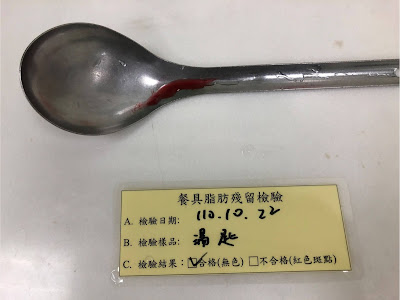 餐具脂肪殘留檢驗
A. 檢驗日期: 110.10.22
B. 檢驗樣品: 湯匙
C. 檢驗結果: ☑合格(無色) □不合格(紅色斑點)